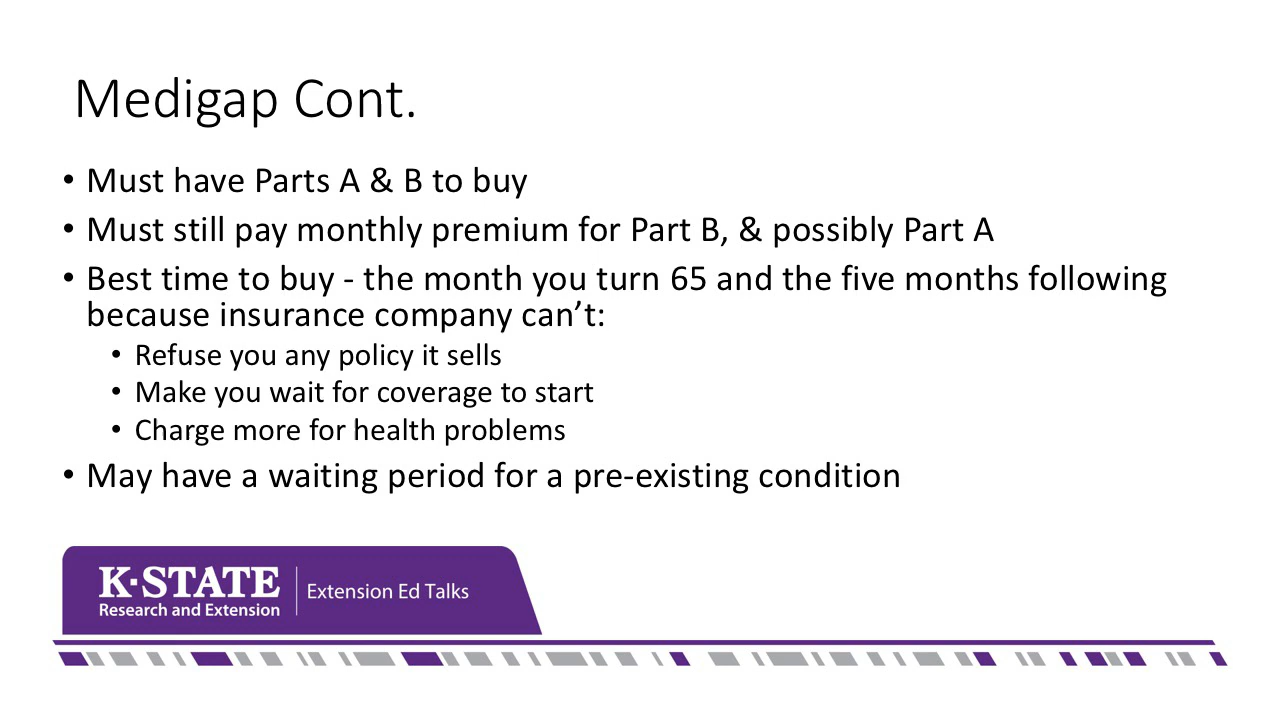 Medigap Cont.
• Must have Parts A & B to buy
• Must still pay monthly premium for Part B, & possibly Part A
• Best time to buy - the month you turn 65 and the five months following
because insurance company can’t:
• Refuse you any policy it sells
• Make you wait for coverage to start
• Charge more for health problems
• May have a waiting period for a pre-existing condition
K·STATE
Research and Extension
Extension Ed Talks